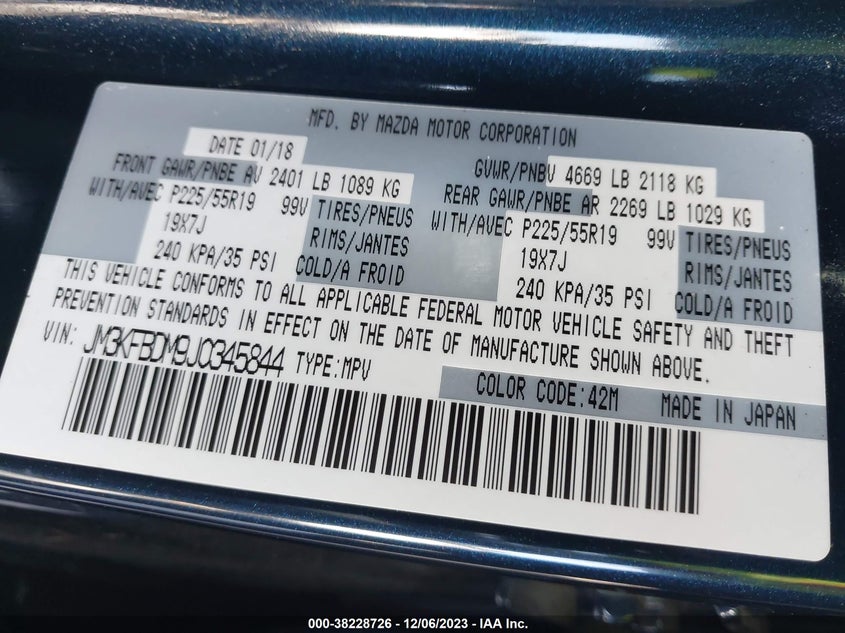 MFD. BY MAZDA MOTOR CORPORATION
DATE 01/18
GVWR/PNBV 4669 LB 2118 KG
FRONT GAWR/PNBE AV 2401 LB 1089 KG
REAR GAWR/PNBE AR 2269 LB 1029 KG
WITH/AVEC P225/55R19 99V TIRES/PNEUS
WITH/AVEC P225/55R19 99V TIRES/PNEUS
19X7J RIMS/JANTES
19X7J RIMS/JANTES
240 KPA/35 PSI COLD/A FROID
240 KPA/35 PSI COLD/A FROID
THIS VEHICLE CONFORMS TO ALL APPLICABLE FEDERAL MOTOR VEHICLE SAFETY AND THEFT
PREVENTION STANDARDS IN EFFECT ON THE DATE OF MANUFACTURE SHOWN ABOVE.
VIN: JM3KFBDM9J0345844 TYPE:MPV
COLOR CODE:42M MADE IN JAPAN
000-38228726 - 12/06/2023 - IAA Inc.